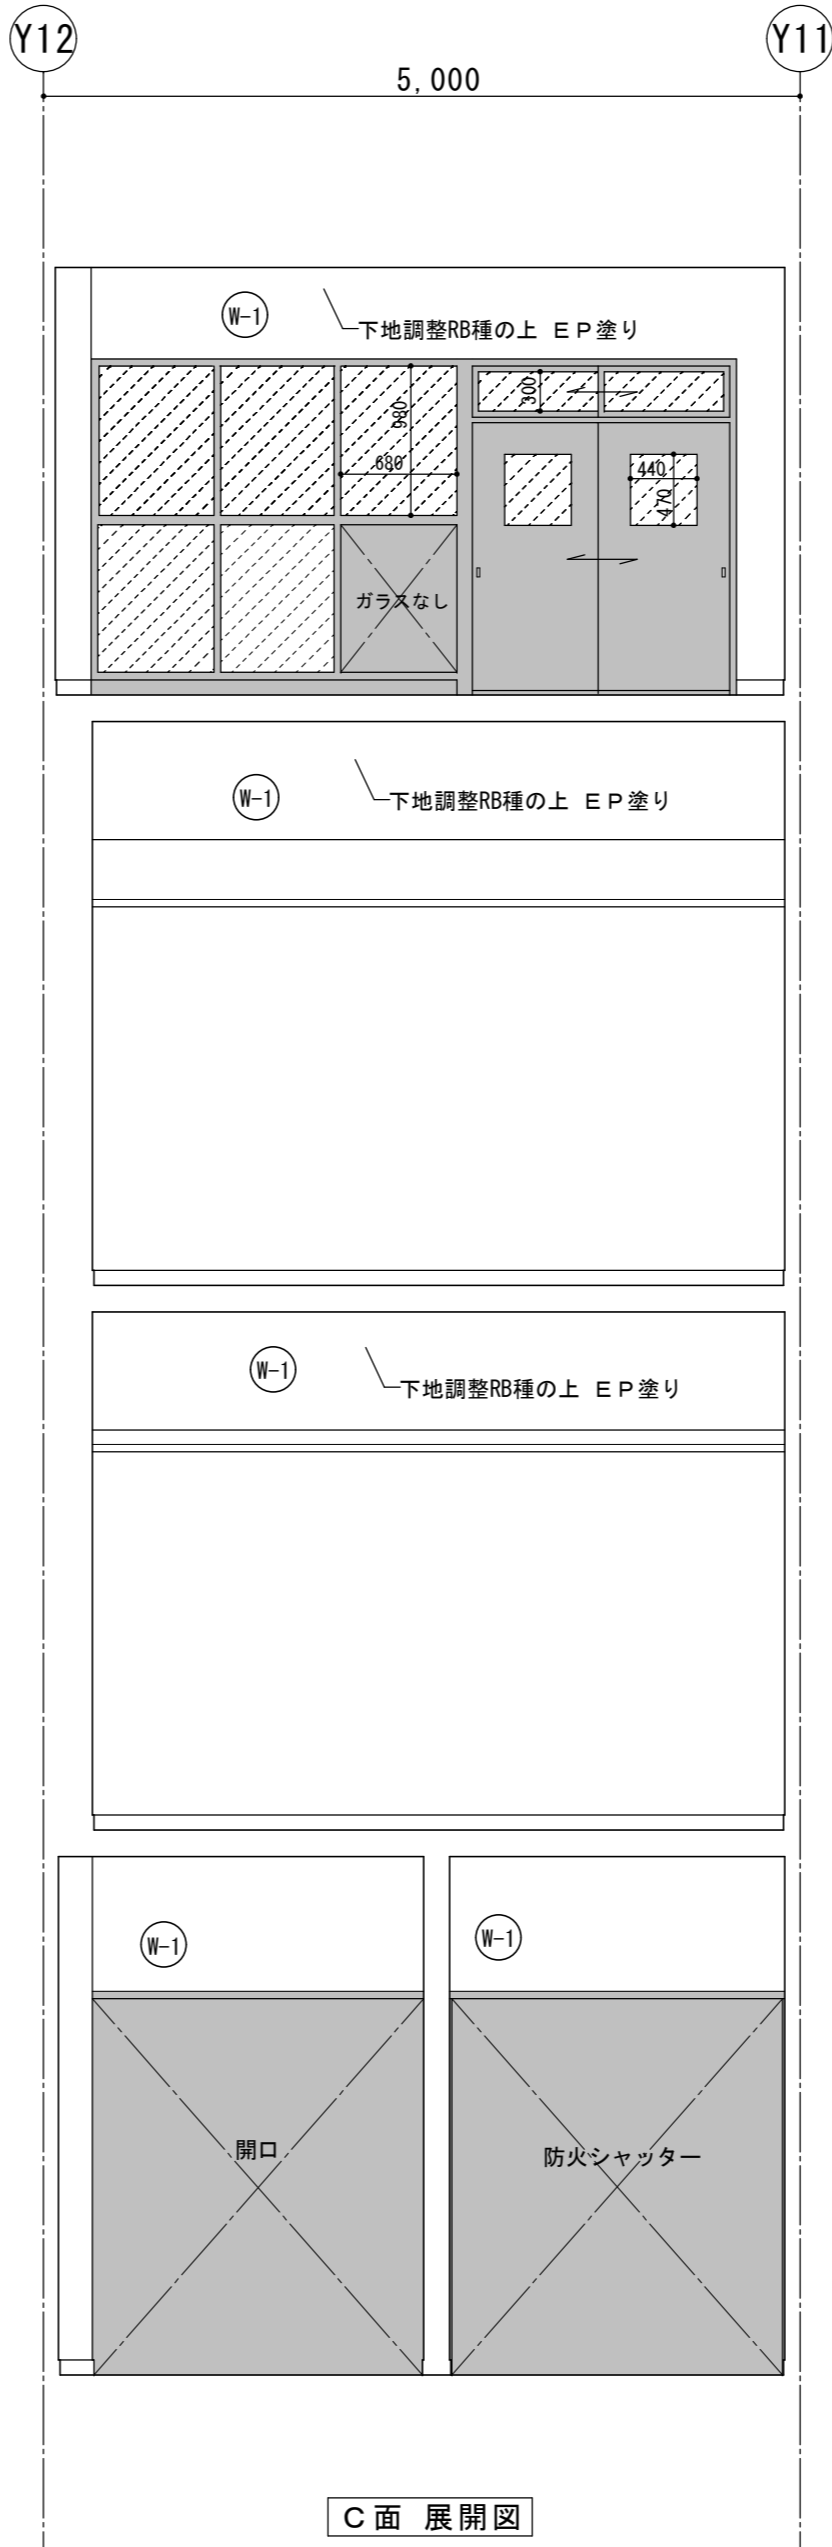 Y12 Y11
5,000
W-1 下地調整RB種の上 ＥＰ塗り
300
980
680
440
470
ガラスなし
W-1 下地調整RB種の上 ＥＰ塗り
W-1 下地調整RB種の上 ＥＰ塗り
W-1 W-1
開口 防火シャッター
Ｃ面 展開図